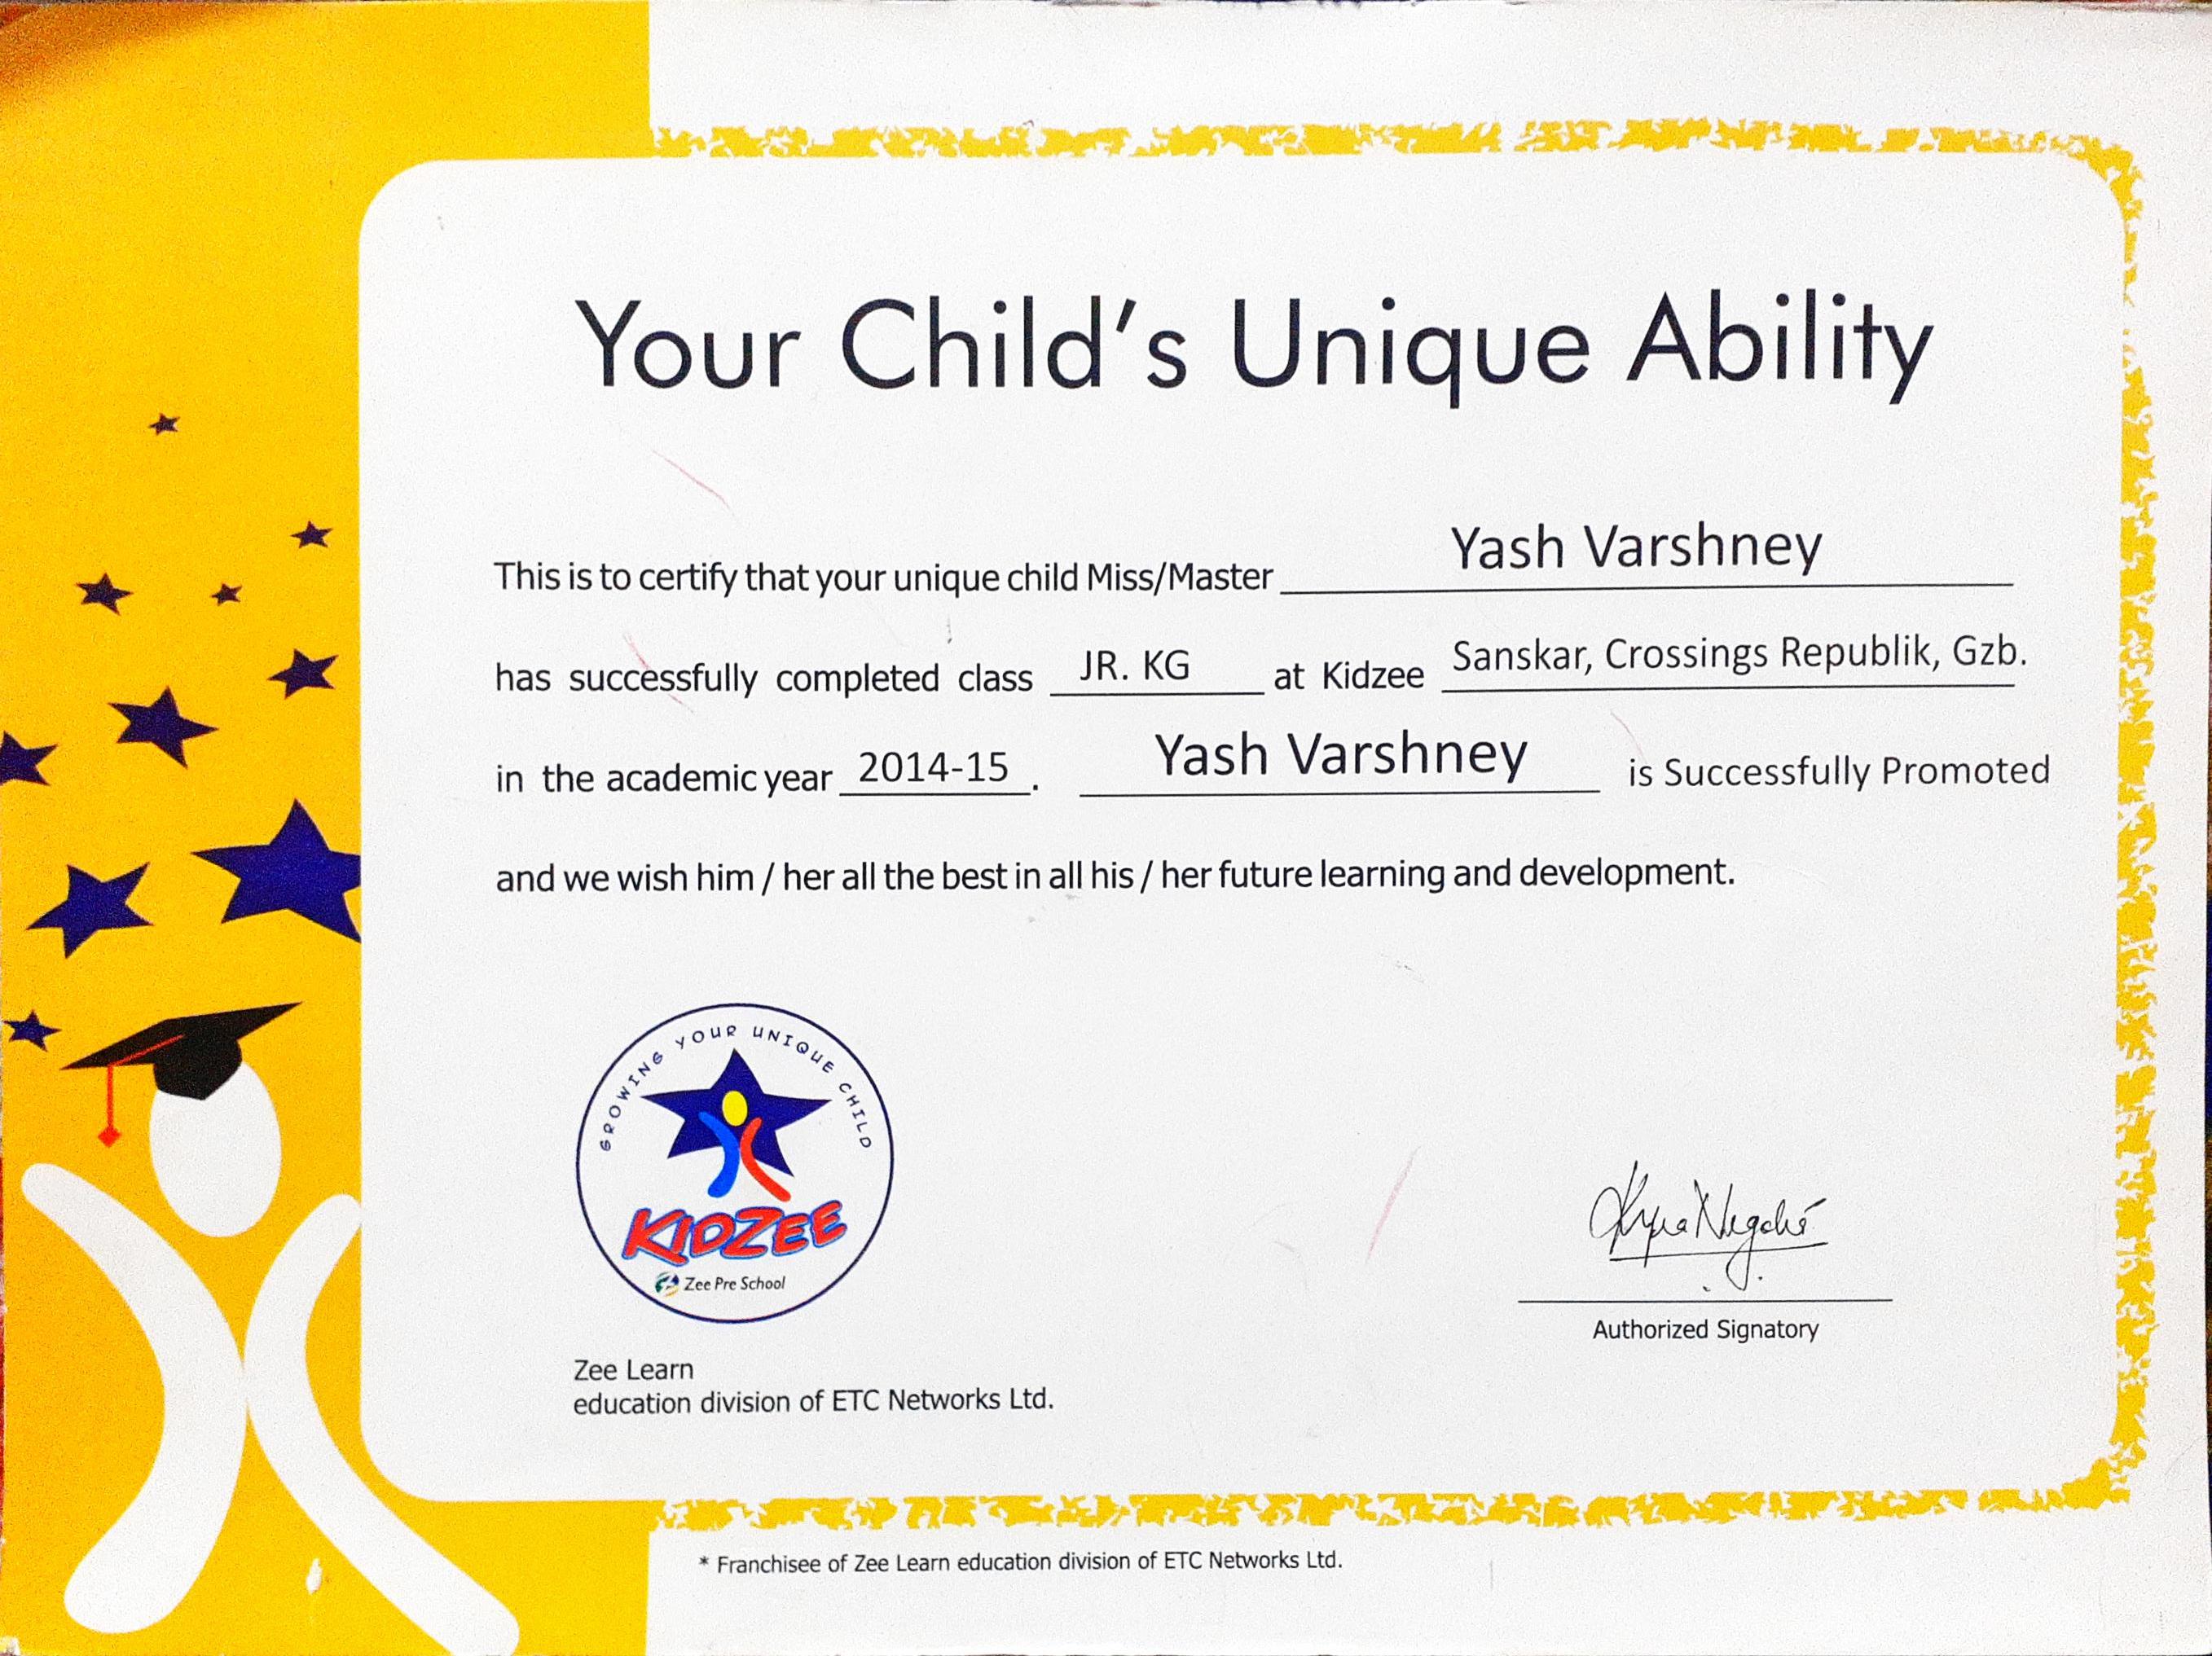 Your Child's Unique Ability
This is to certify that your unique child Miss/Master Yash Varshney
has successfully completed class JR. KG at Kidzee Sanskar, Crossings Republik, Gzb.
in the academic year 2014-15. Yash Varshney is Successfully Promoted
and we wish him / her all the best in all his / her future learning and development.
GROWING YOUR UNIQUE CHILD
KIDZEE
Zee Pre School
Authorized Signatory
Zee Learn
education division of ETC Networks Ltd.
* Franchisee of Zee Learn education division of ETC Networks Ltd.